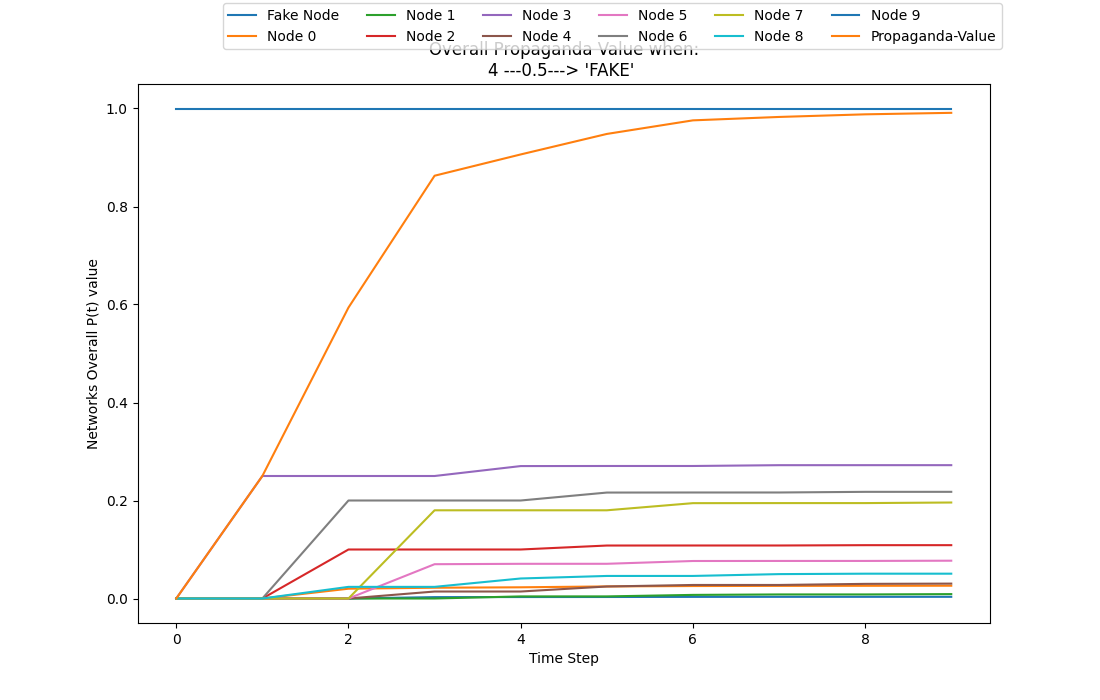 Fake Node Node 1 Node 3 Node 5 Node 7 Node 9
Node 0 Node 2 Node 4 Node 6 Node 8 Propaganda-Value
Overall Propaganda Value when:
4 ---0.5---> 'FAKE'
1.0
0.8
0.6
0.4
0.2
0.0
Networks Overall P(t) value
0 2 4 6 8
Time Step